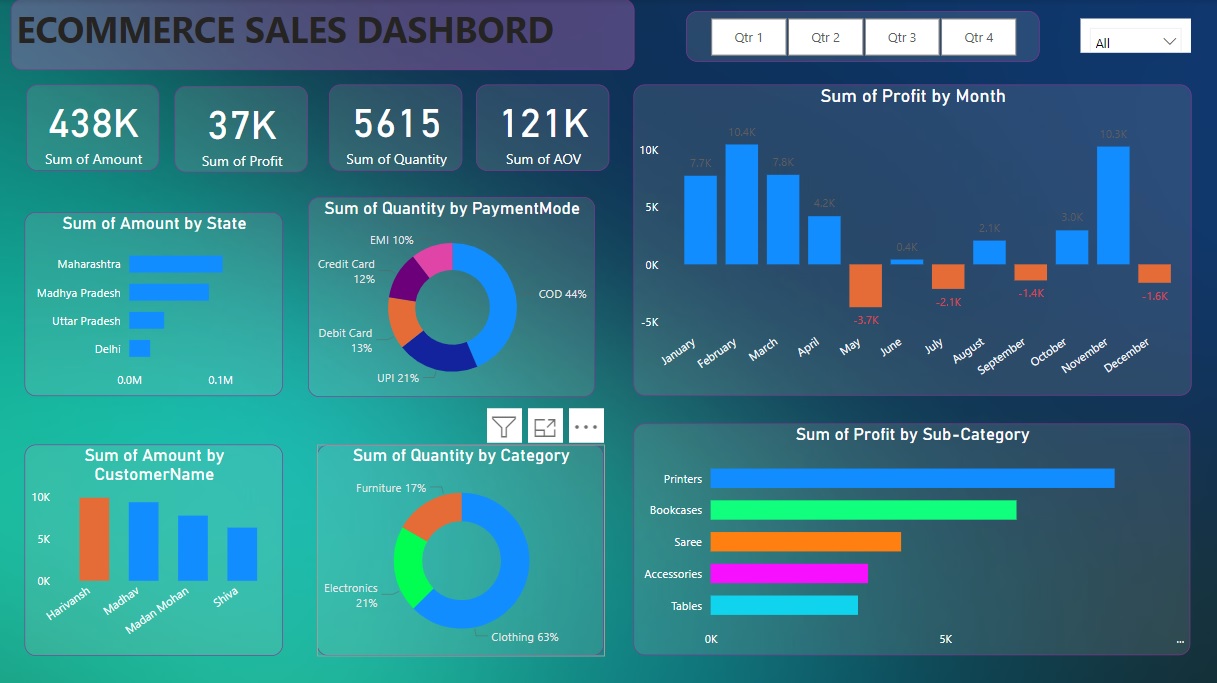 ECOMMERCE SALES DASHBORD
Qtr 1
Qtr 2
Qtr 3
Qtr 4
All
438K
Sum of Amount
37K
Sum of Profit
5615
Sum of Quantity
121K
Sum of AOV
Sum of Profit by Month
10K
5K
0K
-5K
7.7K
10.4K
7.8K
4.2K
-3.7K
0.4K
-2.1K
2.1K
-1.4K
3.0K
10.3K
-1.6K
January
February
March
April
May
June
July
August
September
October
November
December
Sum of Amount by State
Maharashtra
Madhya Pradesh
Uttar Pradesh
Delhi
0.0M
0.1M
Sum of Quantity by PaymentMode
EMI 10%
Credit Card
12%
Debit Card
13%
UPI 21%
COD 44%
Sum of Amount by
CustomerName
10K
5K
0K
Harivansh
Madhav
Madan Mohan
Shiva
Sum of Quantity by Category
Furniture 17%
Electronics
21%
Clothing 63%
Sum of Profit by Sub-Category
Printers
Bookcases
Saree
Accessories
Tables
0K
5K
...